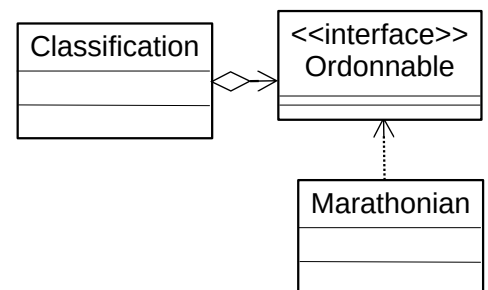 Classification
<<interface>>
Ordonnable
Marathonian